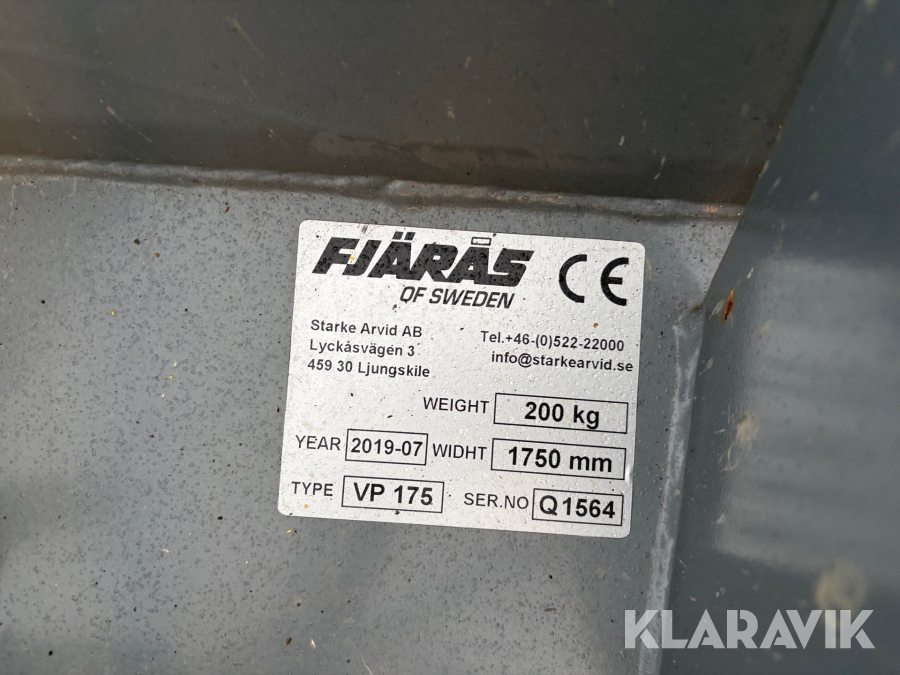 FJÄRÅS
OF SWEDEN
CE
Starke Arvid AB
Lyckåsvägen 3
459 30 Ljungskile
Tel.+46-(0)522-22000
info@starkearvid.se
WEIGHT 200 kg
YEAR 2019-07 WIDHT 1750 mm
TYPE VP 175 SER.NO Q1564
KLARAVIK